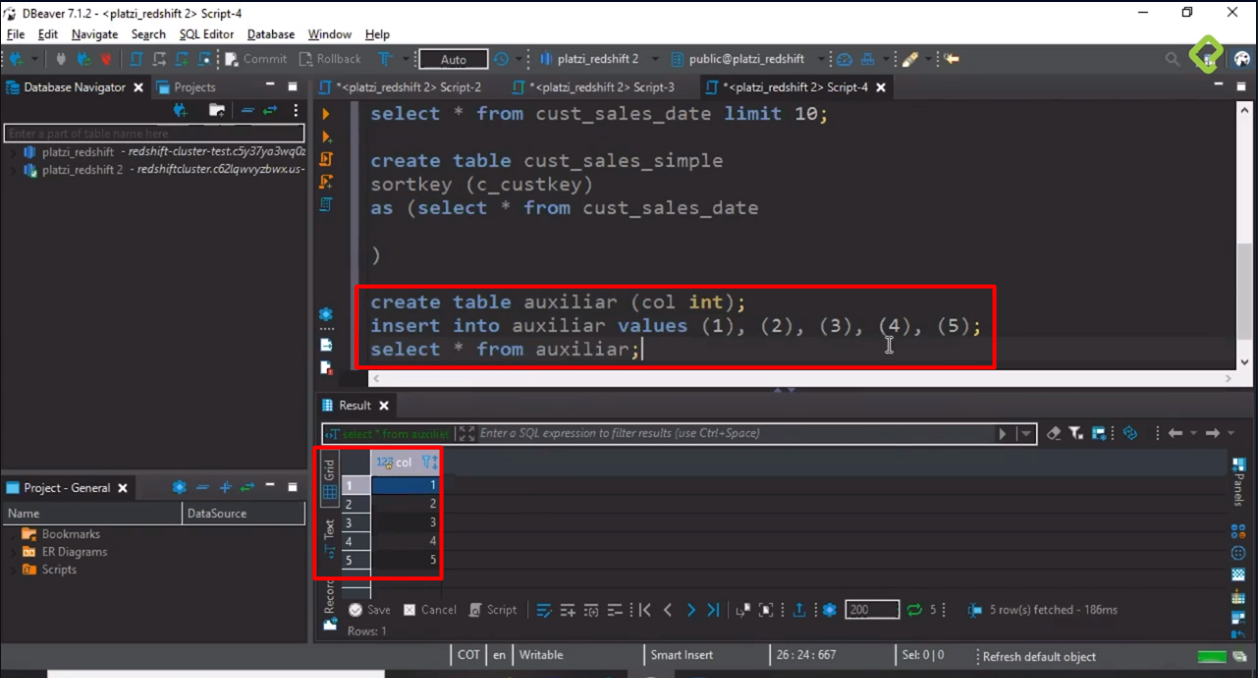 DBeaver 7.1.2 - <platzi_redshift 2> Script-4
File Edit Navigate Search SQL Editor Database Window Help
Commit Rollback Auto platzi_redshift 2 public@platzi_redshift
Database Navigator Projects
*<platzi_redshift 2> Script-2 *<platzi_redshift 2> Script-3 *<platzi_redshift 2> Script-4
Enter a part of table name here
platzi_redshift - redshift-cluster-test.c5y37ya3wq0z
platzi_redshift 2 - redshiftcluster.c62lqwvyzbwx.us-
select * from cust_sales_date limit 10;
create table cust_sales_simple
sortkey (c_custkey)
as (select * from cust_sales_date
)
create table auxiliar (col int);
insert into auxiliar values (1), (2), (3), (4), (5);
select * from auxiliar;
Result
select * from auxiliar Enter a SQL expression to filter results (use Ctrl+Space)
Grid
Text
Record
123 col
1 1
2 2
3 3
4 4
5 5
Panels
Project - General
Name DataSource
Bookmarks
ER Diagrams
Scripts
Save Cancel Script 200 5 5 row(s) fetched - 186ms
Rows: 1
COT en Writable Smart Insert 26 : 24 : 667 Sel: 0 | 0 Refresh default object